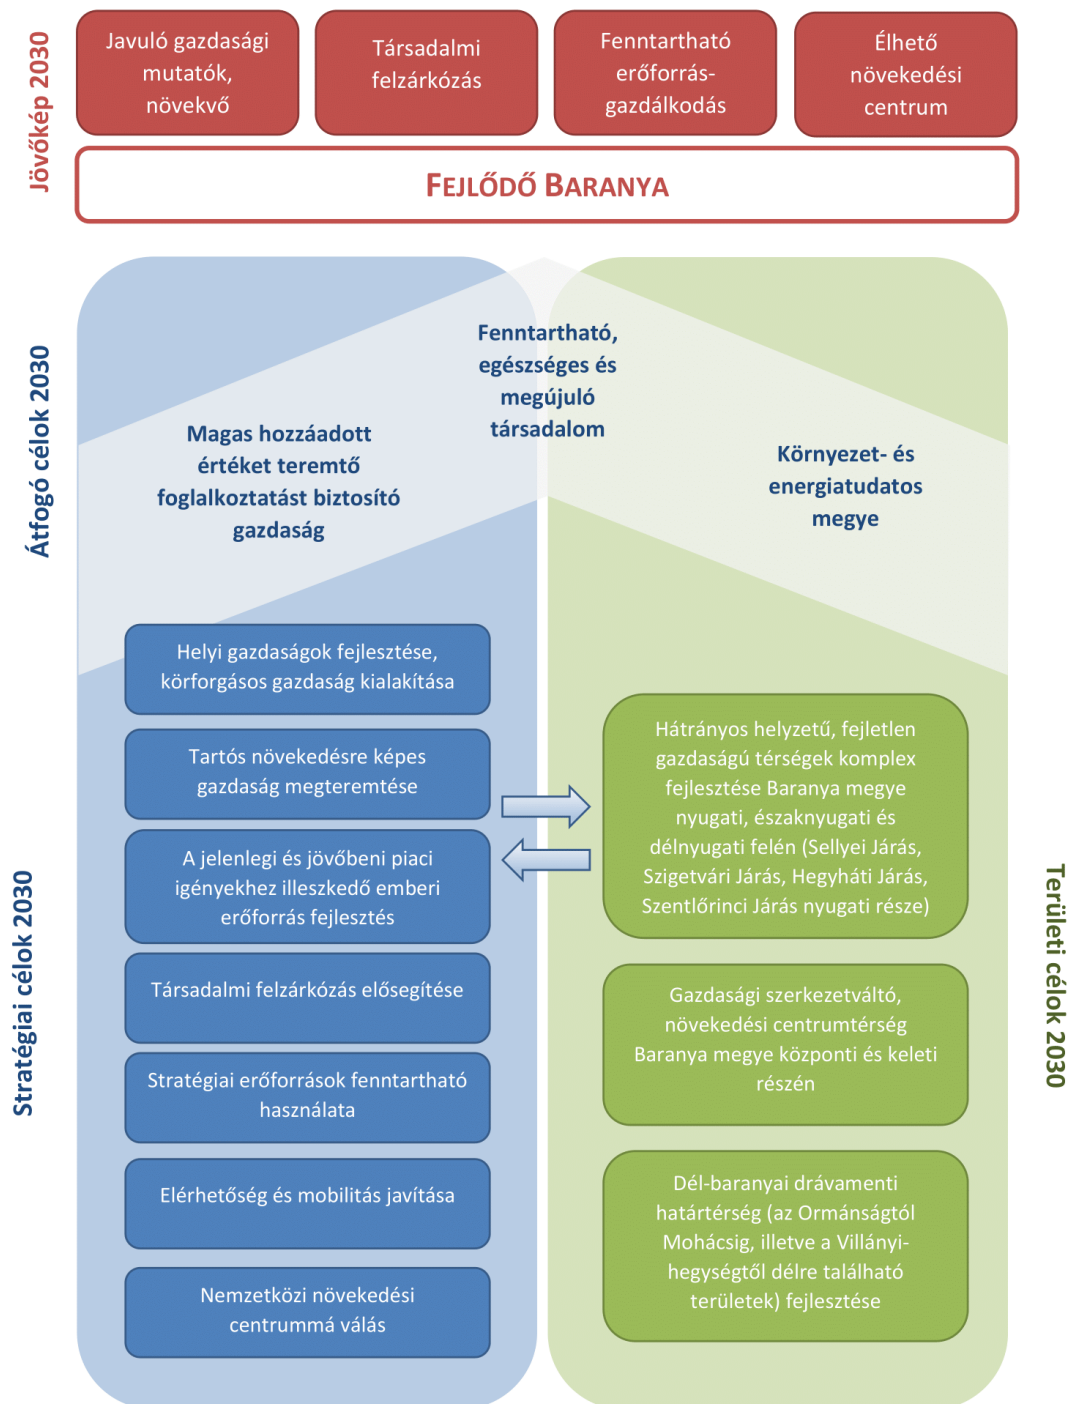 Jövőkép 2030
Javuló gazdasági
mutatók,
növekvő
Társadalmi
felzárkózás
Fenntartható
erőforrás-
gazdálkodás
Élhető
növekedési
centrum
FEJLŐDŐ BARANYA
Átfogó célok 2030
Magas hozzáadott
értéket teremtő
foglalkoztatást biztosító
gazdaság
Fenntartható,
egészséges és
megújuló
társadalom
Környezet- és
energiatudatos
megye
Stratégiai célok 2030
Helyi gazdaságok fejlesztése,
körforgásos gazdaság kialakítása
Tartós növekedésre képes
gazdaság megteremtése
A jelenlegi és jövőbeni piaci
igényekhez illeszkedő emberi
erőforrás fejlesztés
Társadalmi felzárkózás elősegítése
Stratégiai erőforrások fenntartható
használata
Elérhetőség és mobilitás javítása
Nemzetközi növekedési
centrummá válás
Területi célok 2030
Hátrányos helyzetű, fejletlen
gazdaságú térségek komplex
fejlesztése Baranya megye
nyugati, északnyugati és
délnyugati felén (Sellyei Járás,
Szigetvári Járás, Hegyháti Járás,
Szentlőrinci Járás nyugati része)
Gazdasági szerkezetváltó,
növekedési centrumtérség
Baranya megye központi és keleti
részén
Dél-baranyai drávamenti
határtérség (az Ormánságtól
Mohácsig, illetve a Villányi-
hegységtől délre található
területek) fejlesztése